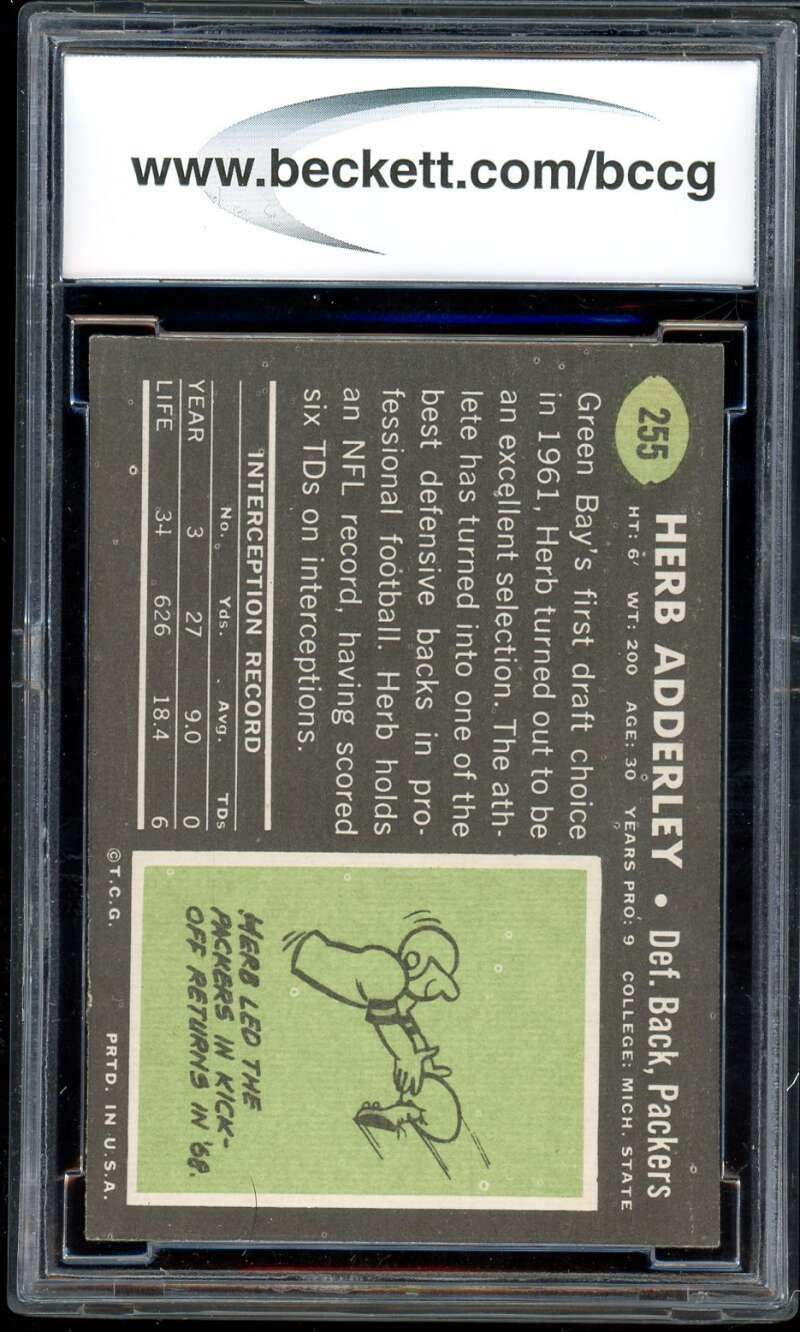 www.beckett.com/bccg
255
HERB ADDERLEY • Def. Back, Packers
HT: 6' WT: 200 AGE: 30 YEARS PRO: 9 COLLEGE: MICH. STATE
Green Bay's first draft choice
in 1961, Herb turned out to be
an excellent selection. The ath-
lete has turned into one of the
best defensive backs in pro-
fessional football. Herb holds
an NFL record, having scored
six TDs on interceptions.
INTERCEPTION RECORD
No. Yds. Avg. TDs
YEAR 3 27 9.0 0
LIFE 34 626 18.4 6
HERB LED THE
PACKERS IN KICK-
OFF RETURNS IN '68.
©T.C.G. PRTD. IN U.S.A.